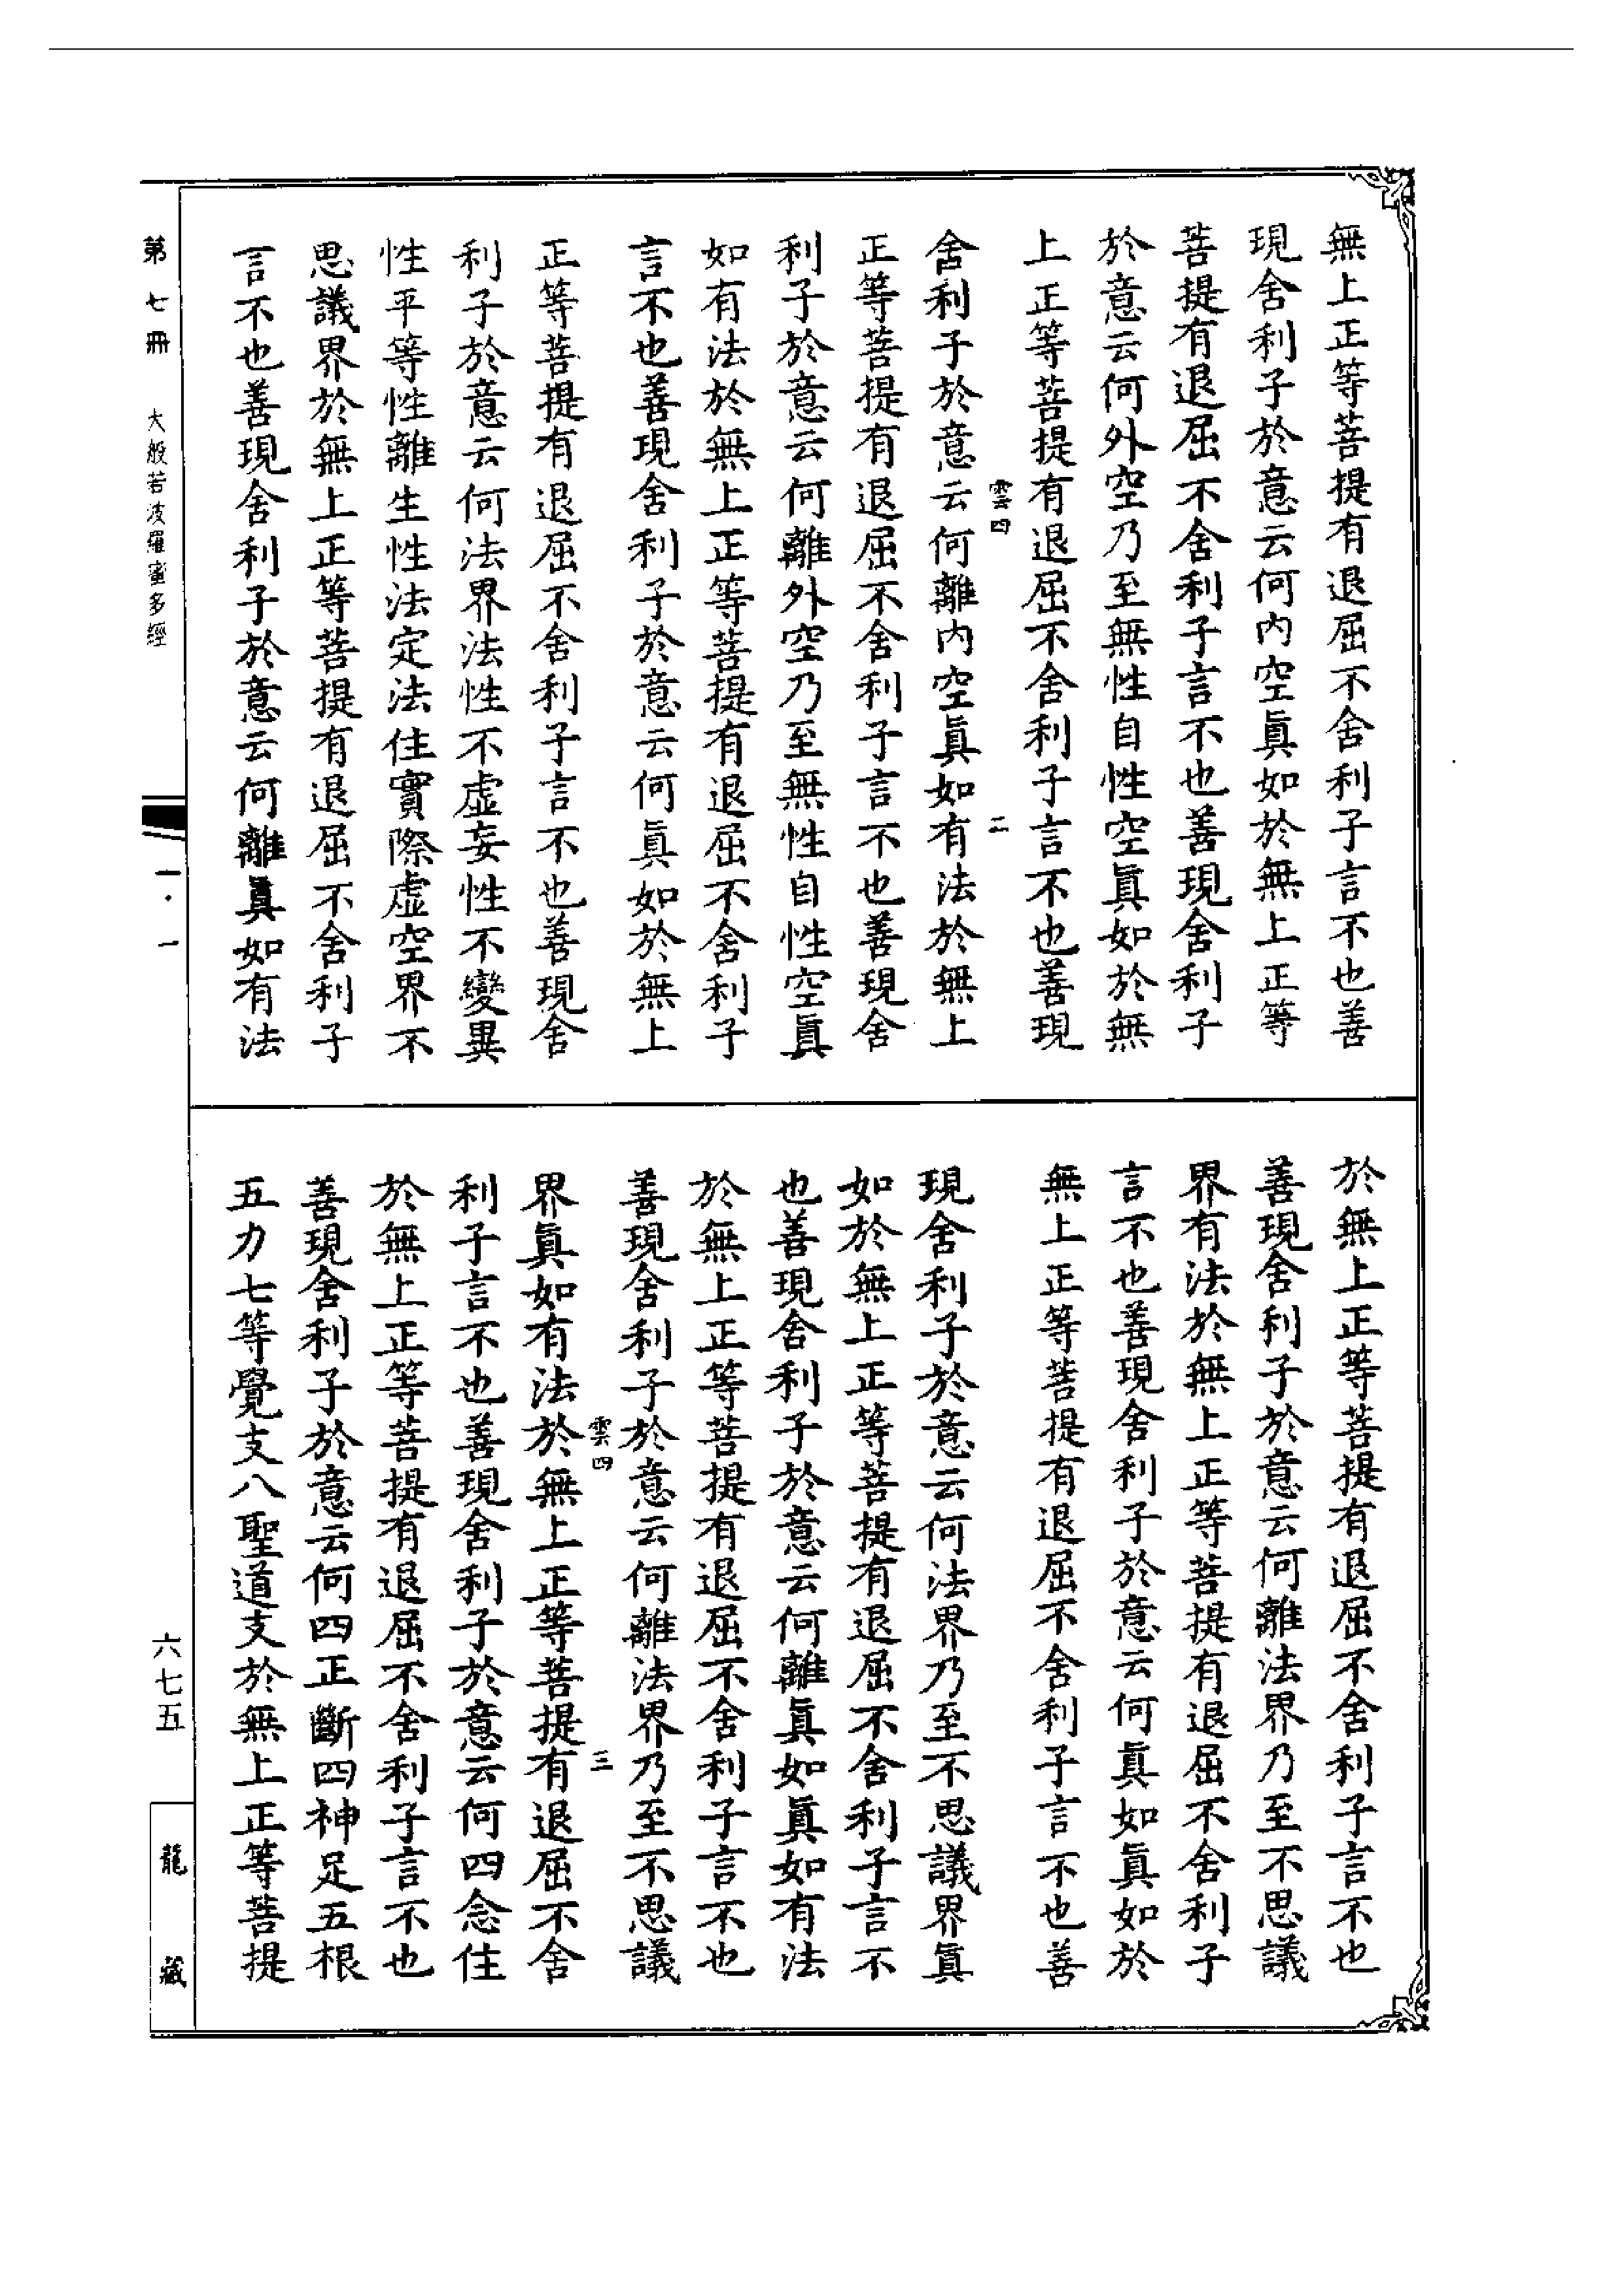 無上正等菩提有退屈不舍利子言不也善
現舍利子於意云何內空眞如於無上正等
菩提有退屈不舍利子言不也善現舍利子
於意云何外空乃至無性自性空眞如於無
上正等菩提有退屈不舍利子言不也善現
雲四 二
舍利子於意云何離內空眞如有法於無上
正等菩提有退屈不舍利子言不也善現舍
利子於意云何離外空乃至無性自性空眞
如有法於無上正等菩提有退屈不舍利子
言不也善現舍利子於意云何眞如於無上
正等菩提有退屈不舍利子言不也善現舍
利子於意云何法界法性不虛妄性不變異
性平等性離生性法定法住實際虛空界不
思議界於無上正等菩提有退屈不舍利子
言不也善現舍利子於意云何離眞如有法
於無上正等菩提有退屈不舍利子言不也
善現舍利子於意云何離法界乃至不思議
界有法於無上正等菩提有退屈不舍利子
言不也善現舍利子於意云何眞如眞如於
無上正等菩提有退屈不舍利子言不也善
現舍利子於意云何法界乃至不思議界眞
如於無上正等菩提有退屈不舍利子言不
也善現舍利子於意云何離眞如眞如有法
於無上正等菩提有退屈不舍利子言不也
善現舍利子於意云何離法界乃至不思議
雲四 三
界眞如有法於無上正等菩提有退屈不舍
利子言不也善現舍利子於意云何四念住
於無上正等菩提有退屈不舍利子言不也
善現舍利子於意云何四正斷四神足五根
五力七等覺支八聖道支於無上正等菩提
第七冊 大般若波羅蜜多經
一·一
六七五
龍藏